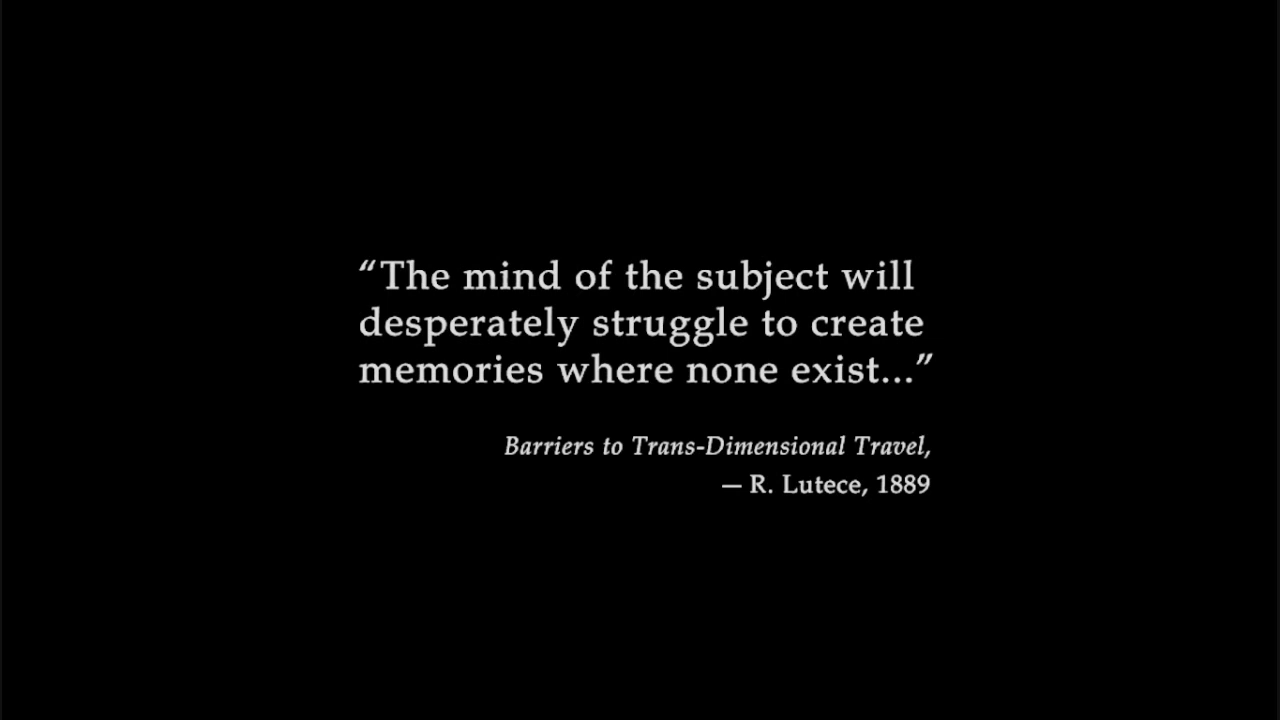 “The mind of the subject will
desperately struggle to create
memories where none exist...”
Barriers to Trans-Dimensional Travel,
— R. Lutece, 1889